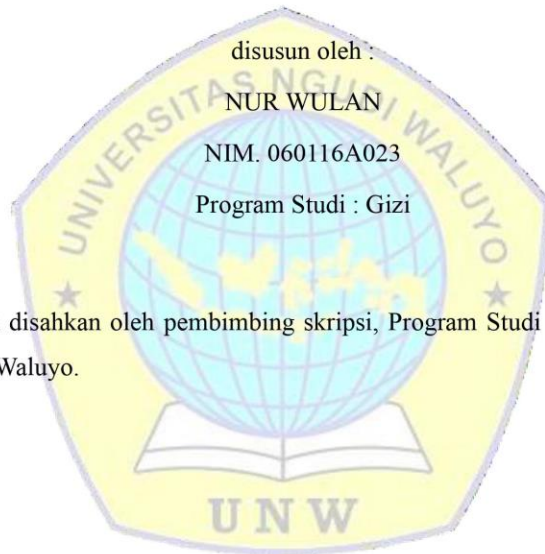 disusun oleh :
NUR WULAN
NIM. 060116A023
Program Studi : Gizi
UNIVERSITAS NGUDI WALUYO
disahkan oleh pembimbing skripsi, Program Studi
Waluyo.
UNW